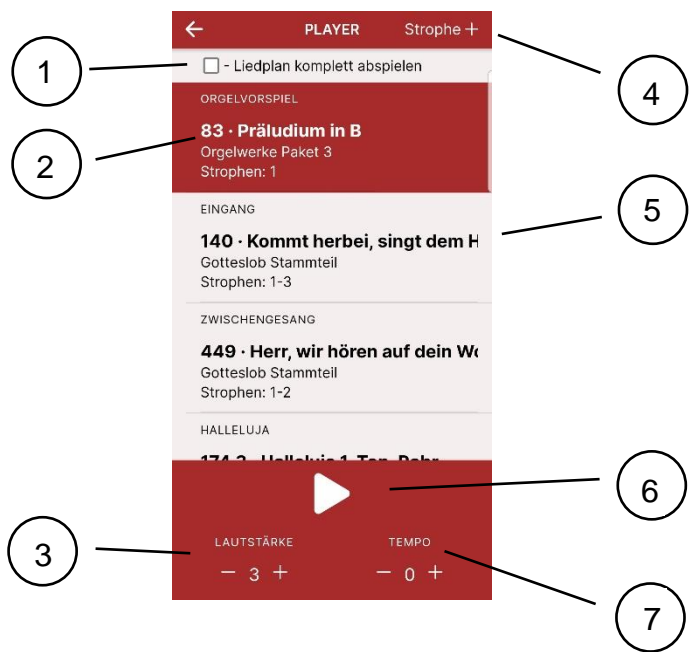 PLAYER Strophe +
- Liedplan komplett abspielen
1
4
ORGELVORSPIEL
83 · Präludium in B
Orgelwerke Paket 3
Strophen: 1
2
EINGANG
5
140 · Kommt herbei, singt dem H
Gotteslob Stammteil
Strophen: 1-3
ZWISCHENGESANG
449 · Herr, wir hören auf dein Wo
Gotteslob Stammteil
Strophen: 1-2
HALLELUJA
6
3
LAUTSTÄRKE TEMPO
− 3 + − 0 +
7